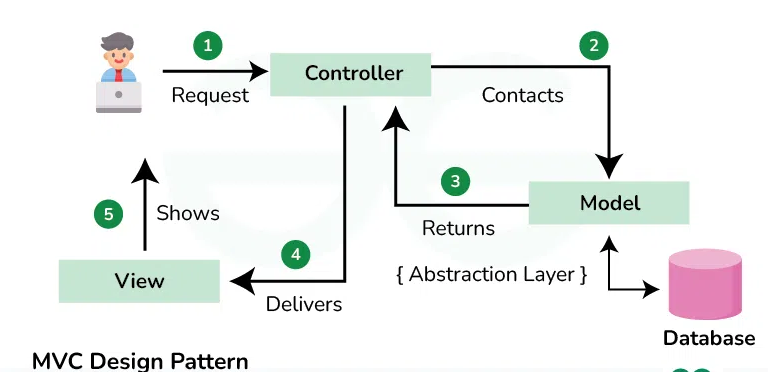 1
2
Controller
Request
Contacts
3
Model
5
Shows
Returns
4
View
{ Abstraction Layer }
Delivers
Database
MVC Design Pattern